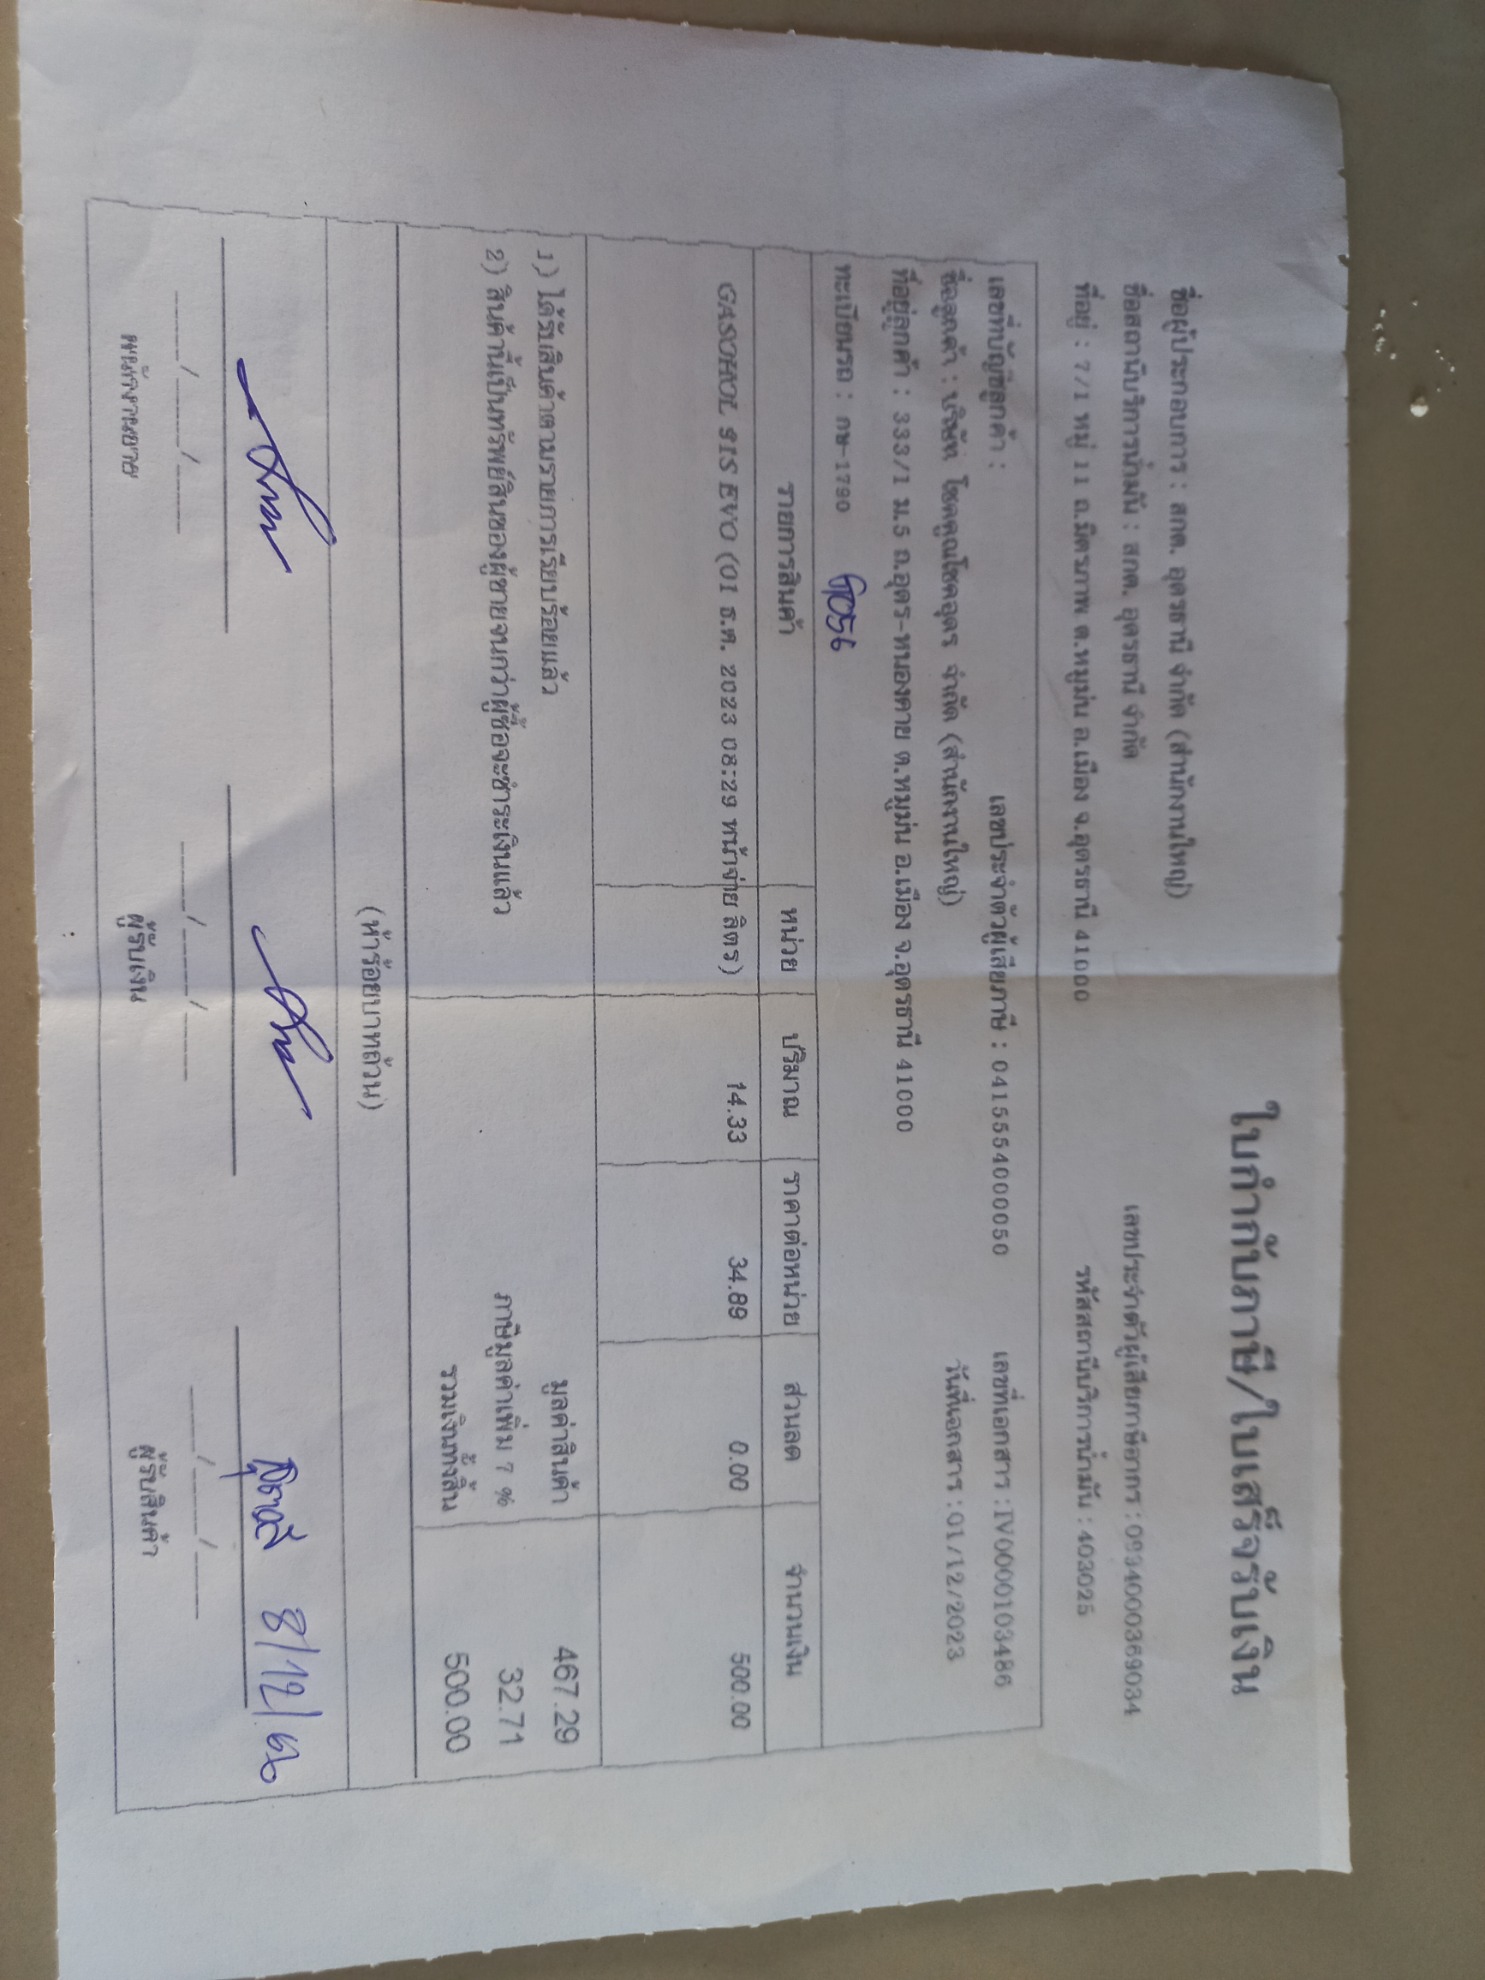 ใบกำกับภาษี/ใบเสร็จรับเงิน
ชื่อผู้ประกอบการ : สกต. อุดรธานี จำกัด (สำนักงานใหญ่)
ชื่อสถานีบริการน้ำมัน : สกต. อุดรธานี จำกัด เลขประจำตัวผู้เสียภาษีอากร : 0994000369034
ที่อยู่ : 7/1 หมู่ 11 ถ.มิตรภาพ ต.หมูม่น อ.เมือง จ.อุดรธานี 41000 รหัสสถานีบริการน้ำมัน : 403025
เลขที่บัญชีลูกค้า : เลขประจำตัวผู้เสียภาษี : 0415554000050 เลขที่เอกสาร : IV0000103486
ชื่อลูกค้า : บริษัท โชคคูณโชคอุดร จำกัด (สำนักงานใหญ่) วันที่เอกสาร : 01/12/2023
ที่อยู่ลูกค้า : 333/1 ม.5 ถ.อุดร-หนองคาย ต.หมูม่น อ.เมือง จ.อุดรธานี 41000
ทะเบียนรถ : กษ-1790
รายการสินค้า หน่วย ปริมาณ ราคาต่อหน่วย ส่วนลด จำนวนเงิน
GASOHOL 91S EVO (01 ธ.ค. 2023 08:29 หน้าจ่าย ลิตร) 14.33 34.89 0.00 500.00
1) ได้รับสินค้าตามรายการเรียบร้อยแล้ว มูลค่าสินค้า 467.29
2) สินค้านี้เป็นทรัพย์สินของผู้ขายจนกว่าผู้ซื้อจะชำระเงินแล้ว ภาษีมูลค่าเพิ่ม 7 % 32.71
รวมเงินทั้งสิ้น 500.00
(ห้าร้อยบาทถ้วน)
8/12/66
____/____/____ ____/____/____ ____/____/____
พนักงานขาย ผู้รับเงิน ผู้รับสินค้า